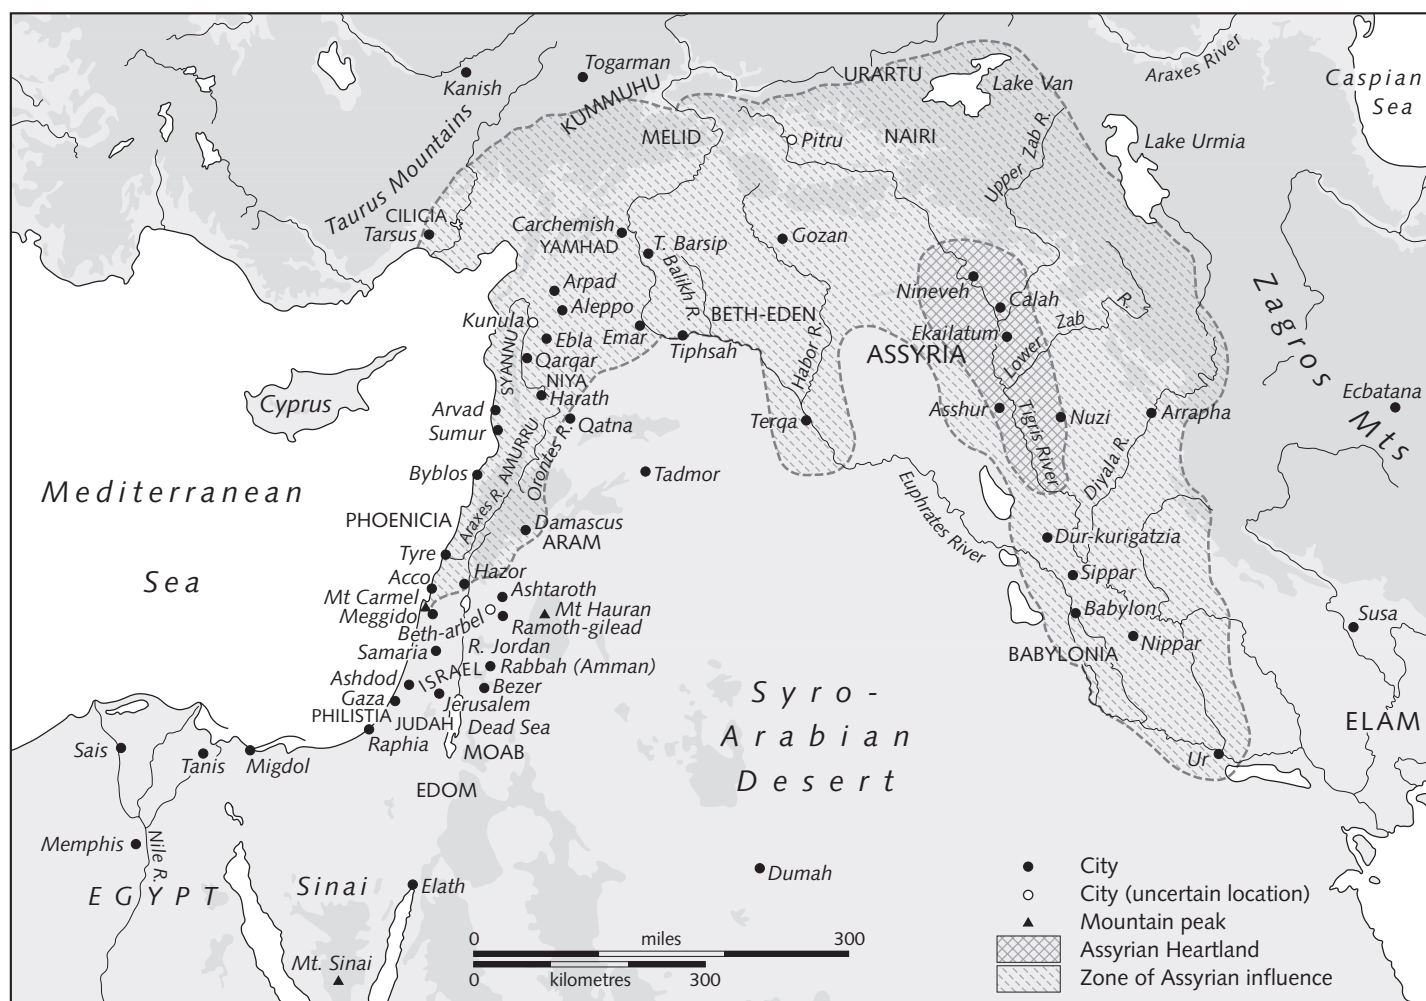 Togarman
Kanish
KUMMUHU
URARTU
Lake Van
Araxes River
Caspian
Sea
MELID
Pitru
NAIRI
Upper Zab R.
Lake Urmia
Taurus Mountains
CILICIA
Tarsus
Carchemish
YAMHAD
T. Barsip
Gozan
Balikh R.
Arpad
Aleppo
Nineveh
Calah
Zagros
Mts
Kunula
Ebla
Emar
Tiphsah
BETH-EDEN
Habor R.
Ekailatum
Lower Zab R.
ASSYRIA
SYANNU
Qarqar
NIYA
Harath
Cyprus
Arvad
Sumur
Qatna
Terqa
Asshur
Tigris River
Nuzi
Arrapha
Ecbatana
AMURRU
Orontes R.
Byblos
Tadmor
Diyala R.
Euphrates River
Mediterranean
Sea
PHOENICIA
Araxes R.
Damascus
ARAM
Tyre
Dur-kurigatzia
Acco
Hazor
Sippar
Mt Carmel
Ashtaroth
Meggido
Beth-arbel
Mt Hauran
Ramoth-gilead
Babylon
Nippar
Susa
Samaria
R. Jordan
BABYLONIA
ISRAEL
Rabbah (Amman)
Ashdod
Bezer
Gaza
Jerusalem
PHILISTIA
JUDAH
Dead Sea
Raphia
MOAB
Syro-
Arabian
Desert
ELAM
Ur
Sais
Tanis
Migdol
EDOM
Memphis
Nile R.
EGYPT
Sinai
Elath
Dumah
Mt. Sinai
0 miles 300
0 kilometres 300
City
City (uncertain location)
Mountain peak
Assyrian Heartland
Zone of Assyrian influence